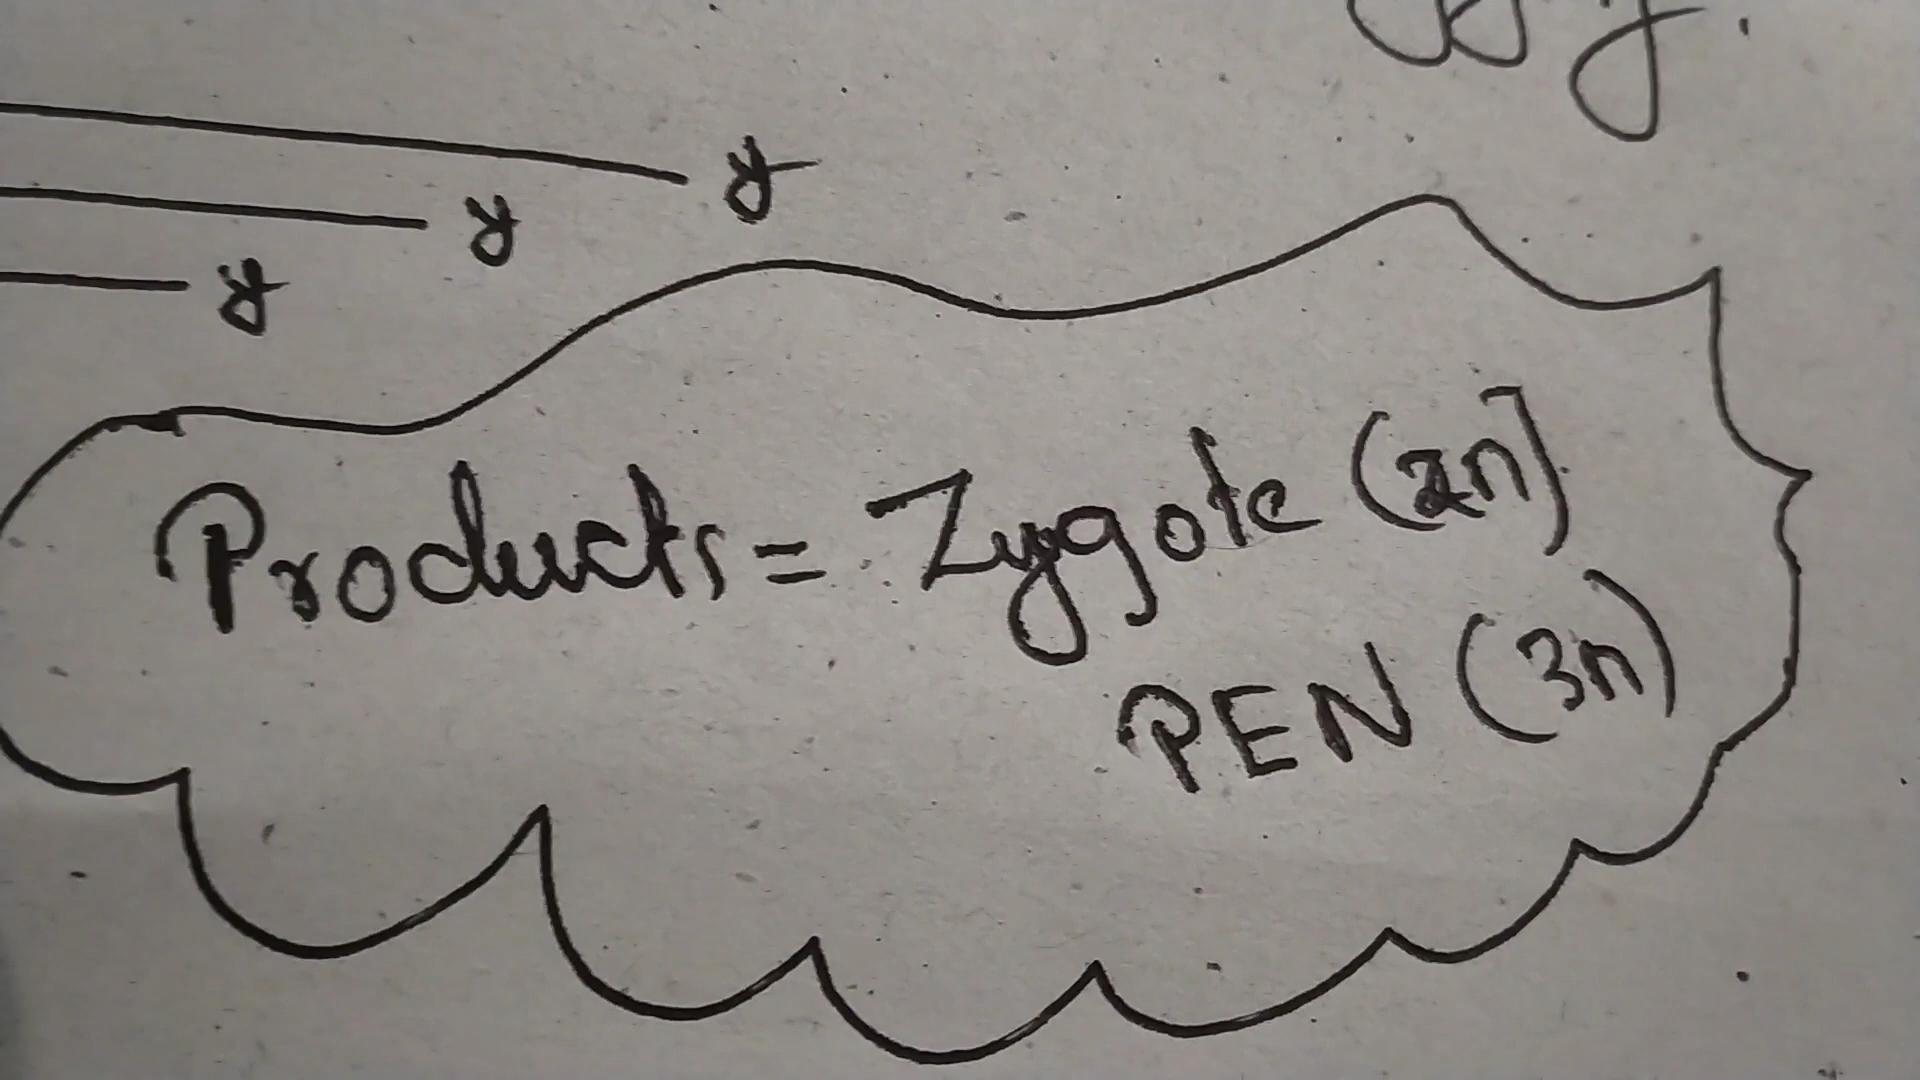 Products = Zygote (2n)
PEN (3n)